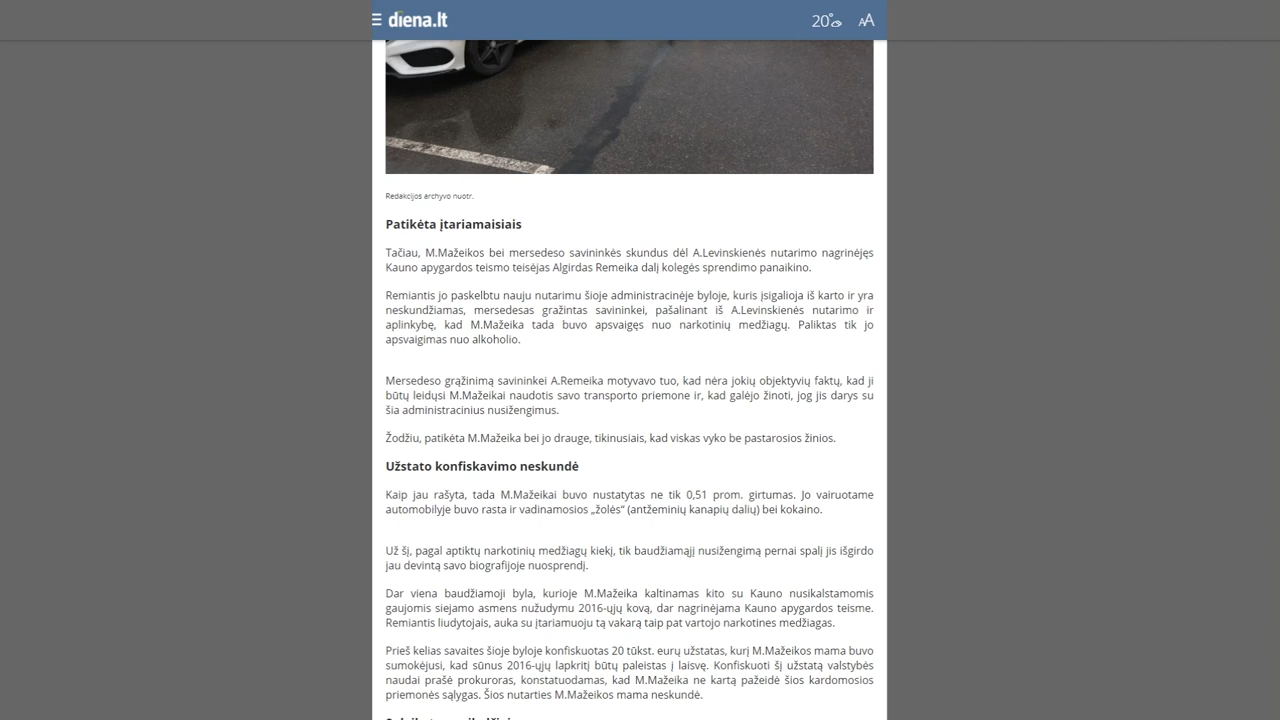 diena.lt
20°
AA
Redakcijos archyvo nuotr.
Patikėta įtariamaisiais
Tačiau, M.Mažeikos bei mersedeso savininkės skundus dėl A.Levinskienės nutarimo nagrinėjęs
Kauno apygardos teismo teisėjas Algirdas Remeika dalį kolegės sprendimo panaikino.
Remiantis jo paskelbtu nauju nutarimu šioje administracinėje byloje, kuris įsigalioja iš karto ir yra
neskundžiamas, mersedesas gražintas savininkei, pašalinant iš A.Levinskienės nutarimo ir
aplinkybę, kad M.Mažeika tada buvo apsvaigęs nuo narkotinių medžiagų. Paliktas tik jo
apsvaigimas nuo alkoholio.
Mersedeso grąžinimą savininkei A.Remeika motyvavo tuo, kad nėra jokių objektyvių faktų, kad ji
būtų leidųsi M.Mažeikai naudotis savo transporto priemone ir, kad galėjo žinoti, jog jis darys su
šia administracinius nusižengimus.
Žodžiu, patikėta M.Mažeika bei jo drauge, tikinusiais, kad viskas vyko be pastarosios žinios.
Užstato konfiskavimo neskundė
Kaip jau rašyta, tada M.Mažeikai buvo nustatytas ne tik 0,51 prom. girtumas. Jo vairuotame
automobilyje buvo rasta ir vadinamosios „žolės“ (antžeminių kanapių dalių) bei kokaino.
Už šį, pagal aptiktų narkotinių medžiagų kiekį, tik baudžiamąjį nusižengimą pernai spalį jis išgirdo
jau devintą savo biografijoje nuosprendį.
Dar viena baudžiamoji byla, kurioje M.Mažeika kaltinamas kito su Kauno nusikalstamomis
gaujomis siejamo asmens nužudymu 2016-ųjų kovą, dar nagrinėjama Kauno apygardos teisme.
Remiantis liudytojais, auka su įtariamuoju tą vakarą taip pat vartojo narkotines medžiagas.
Prieš kelias savaites šioje byloje konfiskuotas 20 tūkst. eurų užstatas, kurį M.Mažeikos mama buvo
sumokėjusi, kad sūnus 2016-ųjų lapkritį būtų paleistas į laisvę. Konfiskuoti šį užstatą valstybės
naudai prašė prokuroras, konstatuodamas, kad M.Mažeika ne kartą pažeidė šios kardomosios
priemonės sąlygas. Šios nutarties M.Mažeikos mama neskundė.